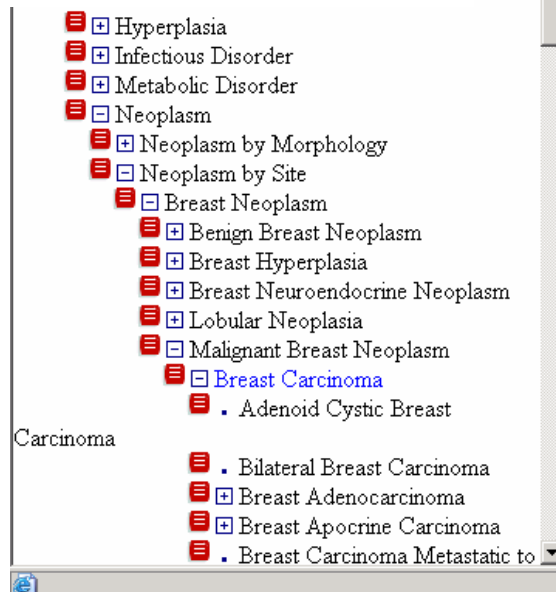 Hyperplasia
Infectious Disorder
Metabolic Disorder
Neoplasm
Neoplasm by Morphology
Neoplasm by Site
Breast Neoplasm
Benign Breast Neoplasm
Breast Hyperplasia
Breast Neuroendocrine Neoplasm
Lobular Neoplasia
Malignant Breast Neoplasm
Breast Carcinoma
Adenoid Cystic Breast
Carcinoma
Bilateral Breast Carcinoma
Breast Adenocarcinoma
Breast Apocrine Carcinoma
Breast Carcinoma Metastatic to